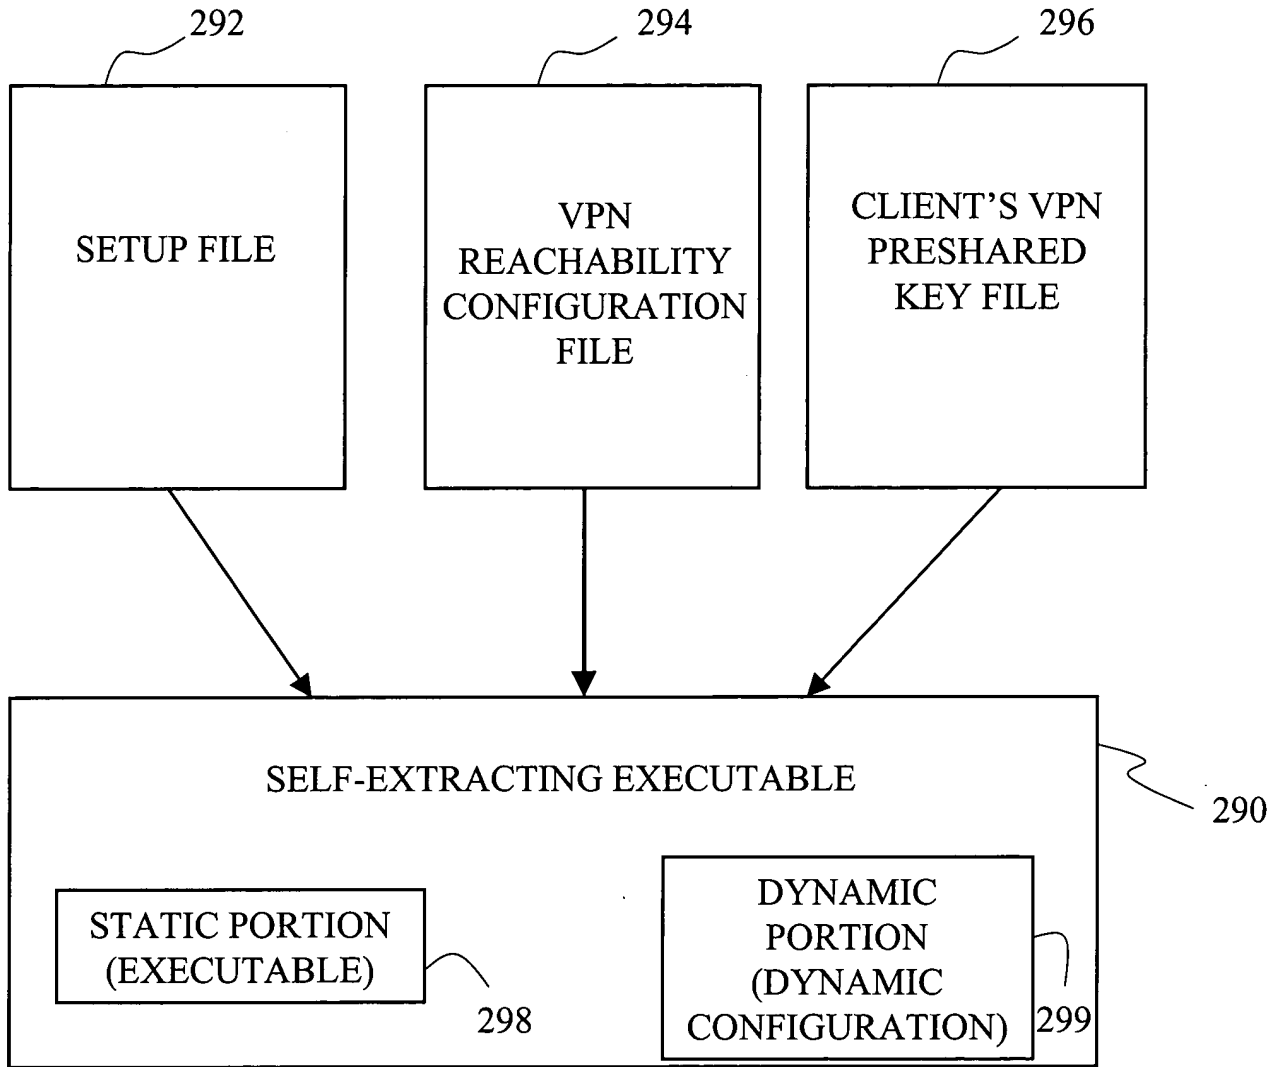 292
294
296
SETUP FILE
VPN
REACHABILITY
CONFIGURATION
FILE
CLIENT’S VPN
PRESHARED
KEY FILE
SELF-EXTRACTING EXECUTABLE
290
STATIC PORTION
(EXECUTABLE)
298
DYNAMIC
PORTION
(DYNAMIC
CONFIGURATION)
299